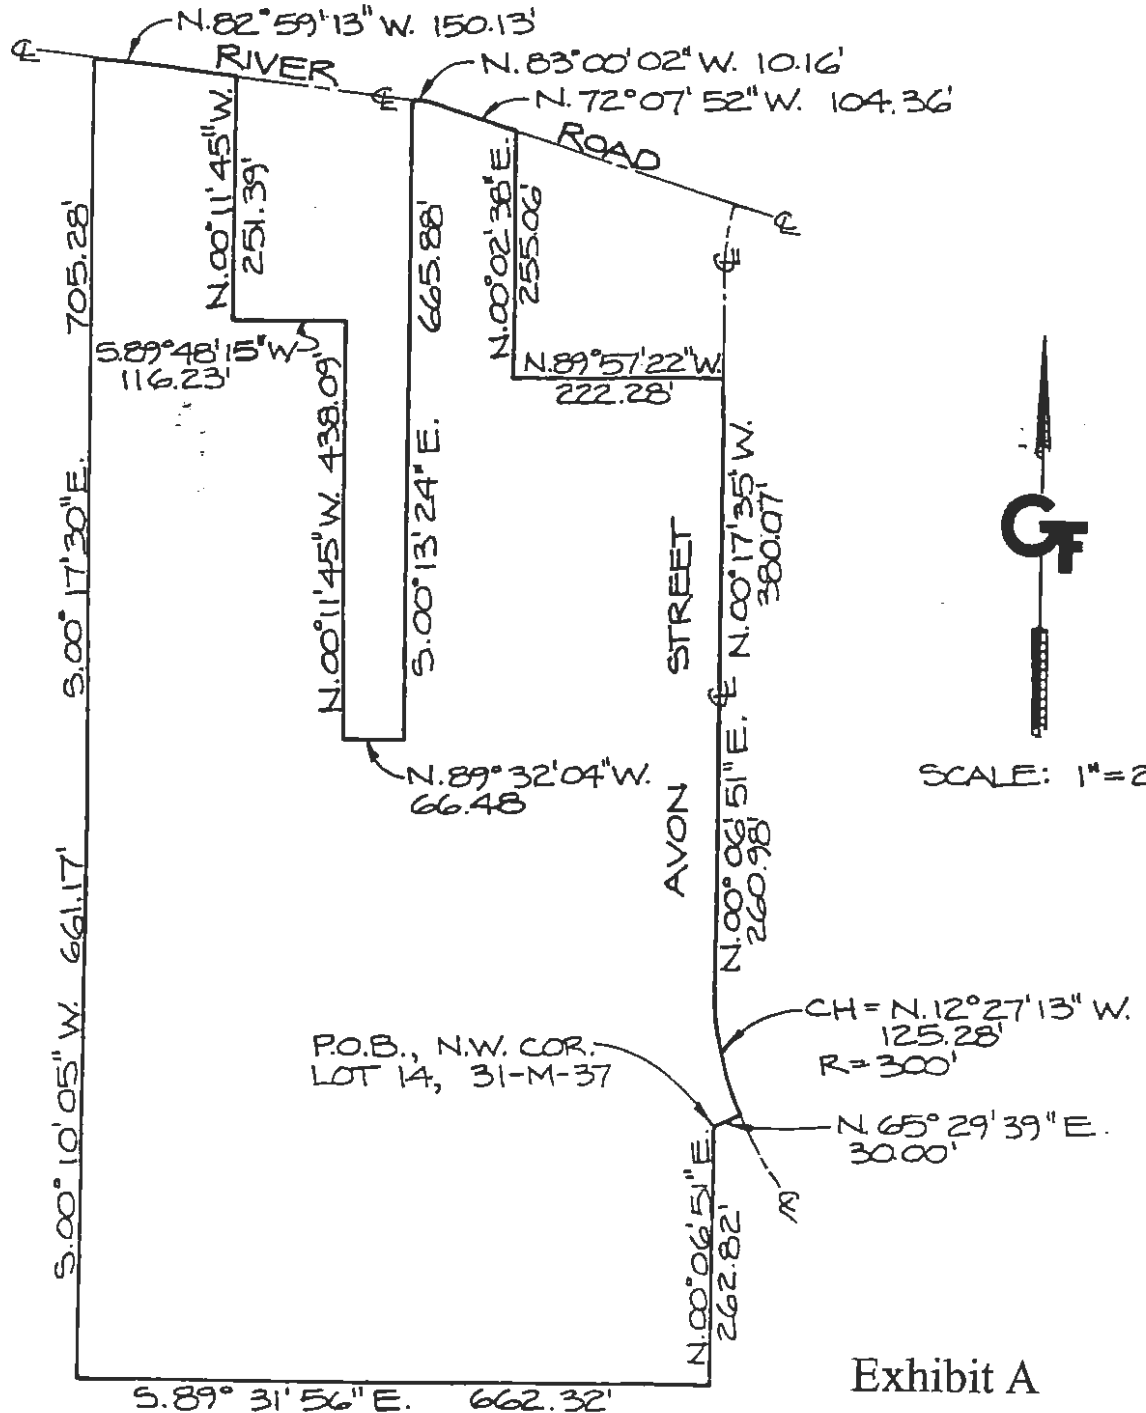 N.82°59'13"W. 150.13'
℄
RIVER
N.83°00'02"W. 10.16'
℄
N.72°07'52"W. 104.36'
ROAD
℄
N.00°11'45"W.
251.39'
705.28'
665.88'
N.00°02'38"E.
255.06'
℄
S.89°48'15"W
116.23'
N.89°57'22"W.
222.28'
S.00°17'30"E.
N.00°11'45"W. 438.09'
S.00°13'24"E.
STREET
N.00°17'35"W.
380.07'
GF
℄
N.89°32'04"W.
66.48
SCALE: 1"=2
AVON
N.00°06'51"E.
260.98'
S.00°10'05"W. 661.17'
CH=N.12°27'13"W.
125.28'
R=300'
P.O.B., N.W. COR.
LOT 14, 31-M-37
N.65°29'39"E.
30.00'
℄
N.00°06'51"E.
262.82'
S.89°31'56"E. 662.32'
Exhibit A